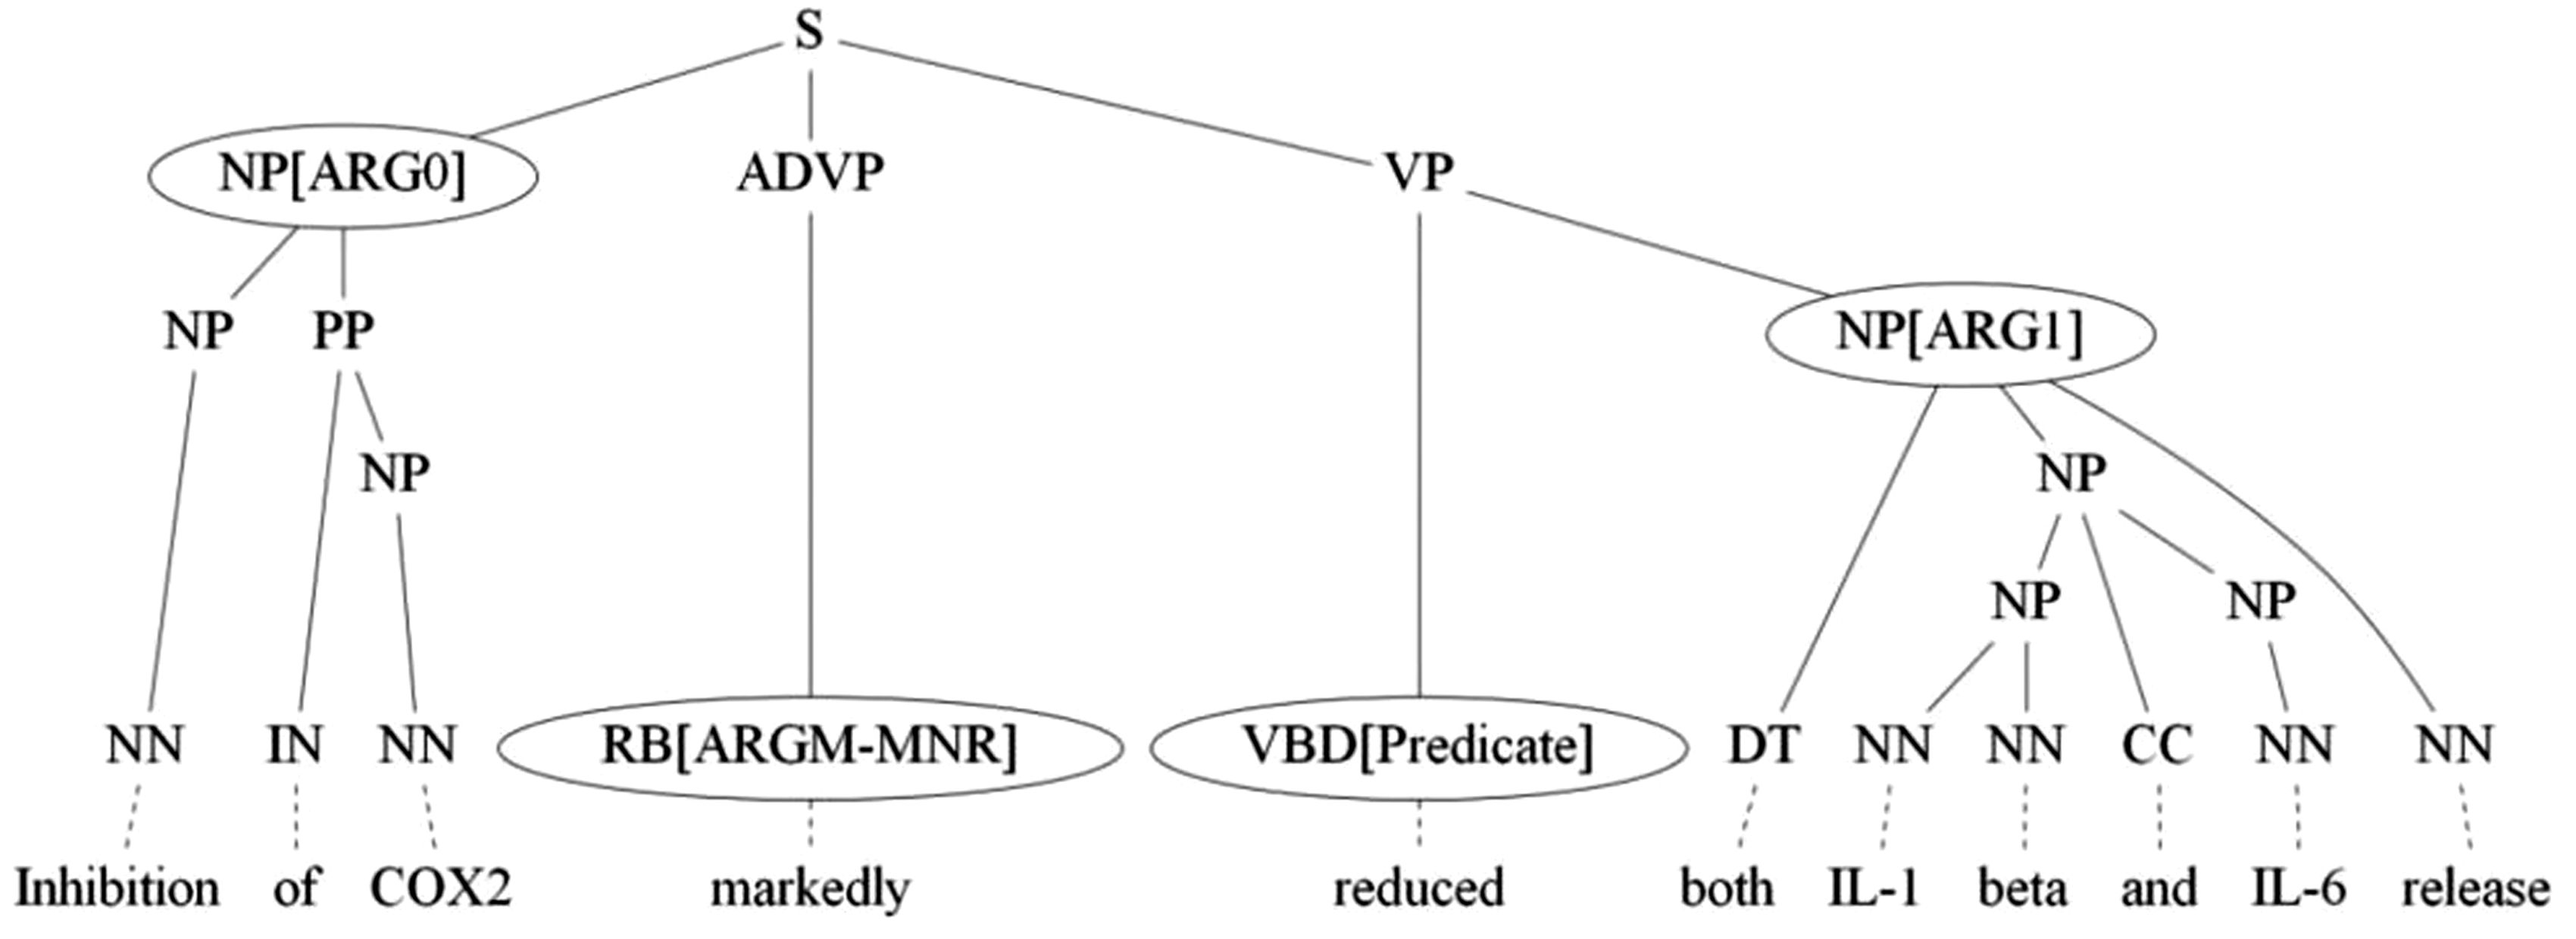 S
NP[ARG0] ADVP VP
NP PP NP[ARG1]
NP NP
NP NP
NN IN NN RB[ARGM-MNR] VBD[Predicate] DT NN NN CC NN NN
Inhibition of COX2 markedly reduced both IL-1 beta and IL-6 release